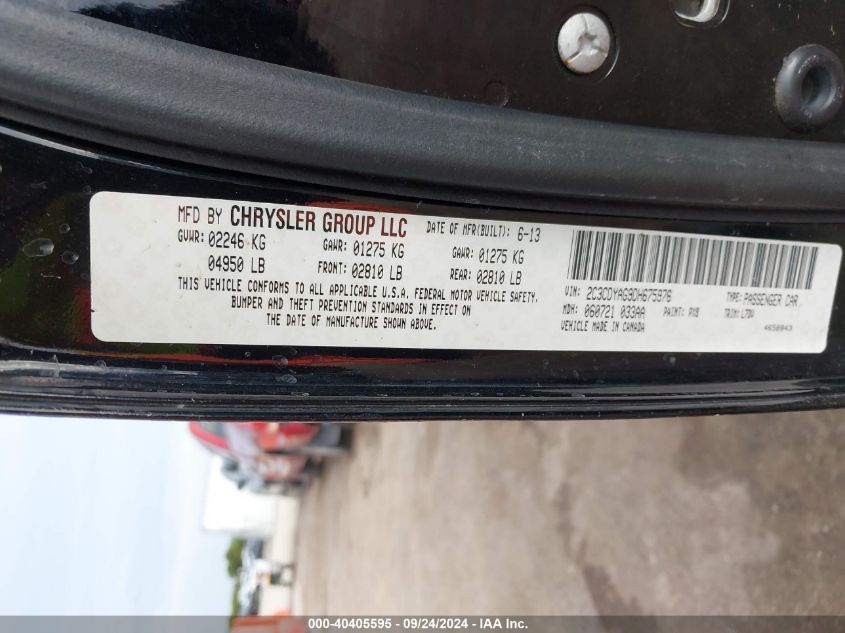 MFD BY CHRYSLER GROUP LLC DATE OF MFR(BUILT): 6-13
GVWR: 02246 KG GAWR: 01275 KG GAWR: 01275 KG
04950 LB FRONT: 02810 LB REAR: 02810 LB
THIS VEHICLE CONFORMS TO ALL APPLICABLE U.S.A. FEDERAL MOTOR VEHICLE SAFETY,
BUMPER AND THEFT PREVENTION STANDARDS IN EFFECT ON
THE DATE OF MANUFACTURE SHOWN ABOVE.
VIN: 2C3CDYAG9DH675976 TYPE: PASSENGER CAR
MDH: 060721 033AA PAINT: PX8 TRIM: L7DV
VEHICLE MADE IN CANADA 4658043
000-40405595 - 09/24/2024 - IAA Inc.